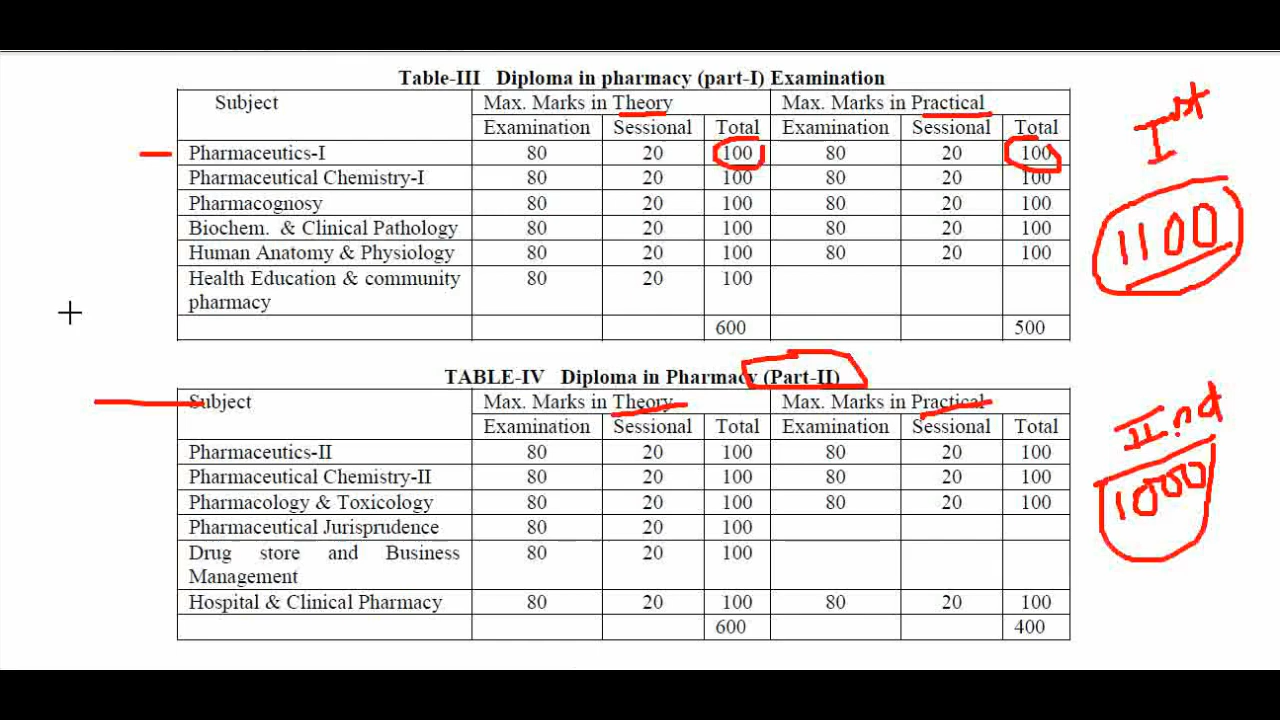 Table-III Diploma in pharmacy (part-I) Examination
Subject Max. Marks in Theory Max. Marks in Practical
Examination Sessional Total Examination Sessional Total
Pharmaceutics-I 80 20 100 80 20 100
Pharmaceutical Chemistry-I 80 20 100 80 20 100
Pharmacognosy 80 20 100 80 20 100
Biochem. & Clinical Pathology 80 20 100 80 20 100
Human Anatomy & Physiology 80 20 100 80 20 100
Health Education & community 80 20 100
pharmacy
600 500
Ist
1100
TABLE-IV Diploma in Pharmacy (Part-II)
Subject Max. Marks in Theory Max. Marks in Practical
Examination Sessional Total Examination Sessional Total
Pharmaceutics-II 80 20 100 80 20 100
Pharmaceutical Chemistry-II 80 20 100 80 20 100
Pharmacology & Toxicology 80 20 100 80 20 100
Pharmaceutical Jurisprudence 80 20 100
Drug store and Business 80 20 100
Management
Hospital & Clinical Pharmacy 80 20 100 80 20 100
600 400
IInd
1000